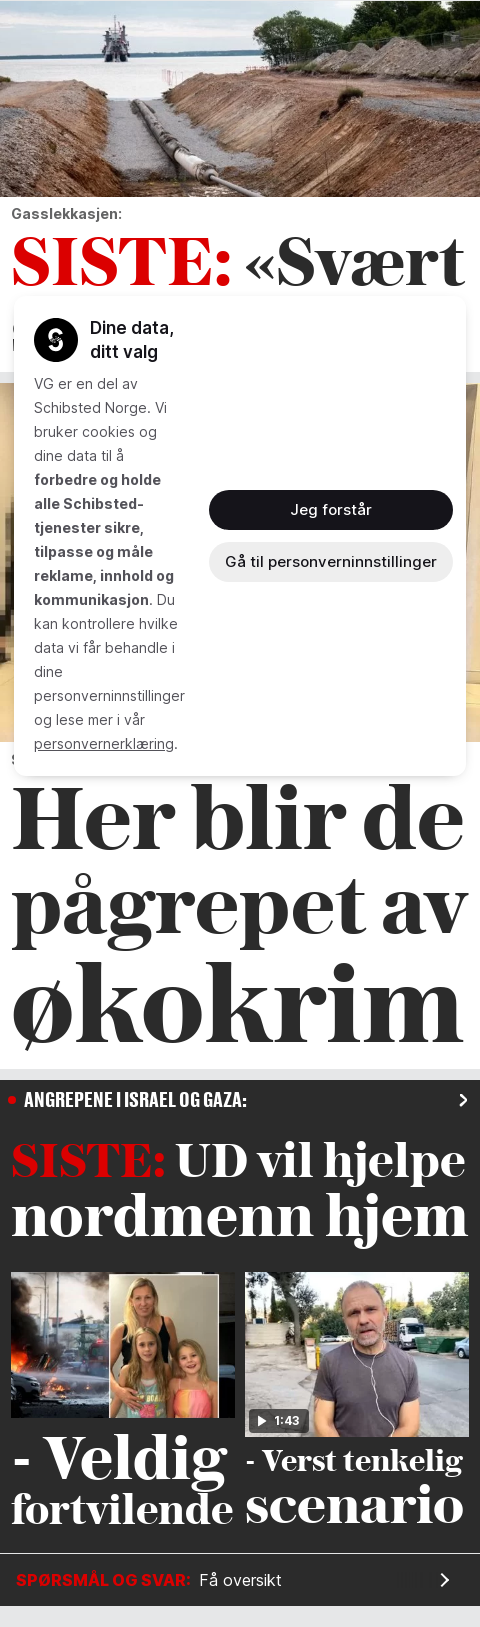 Gasslekkasjen:
SISTE: «Svært
Dine data,
ditt valg
VG er en del av
Schibsted Norge. Vi
bruker cookies og
dine data til å
forbedre og holde
alle Schibsted-
tjenester sikre,
tilpasse og måle
reklame, innhold og
kommunikasjon. Du
kan kontrollere hvilke
data vi får behandle i
dine
personverninnstillinger
og lese mer i vår
personvernerklæring.
Jeg forstår
Gå til personverninnstillinger
Her blir de
pågrepet av
økokrim
ANGREPENE I ISRAEL OG GAZA:
SISTE: UD vil hjelpe
nordmenn hjem
- Veldig
fortvilende
1:43
- Verst tenkelig
scenario
SPØRSMÅL OG SVAR: Få oversikt